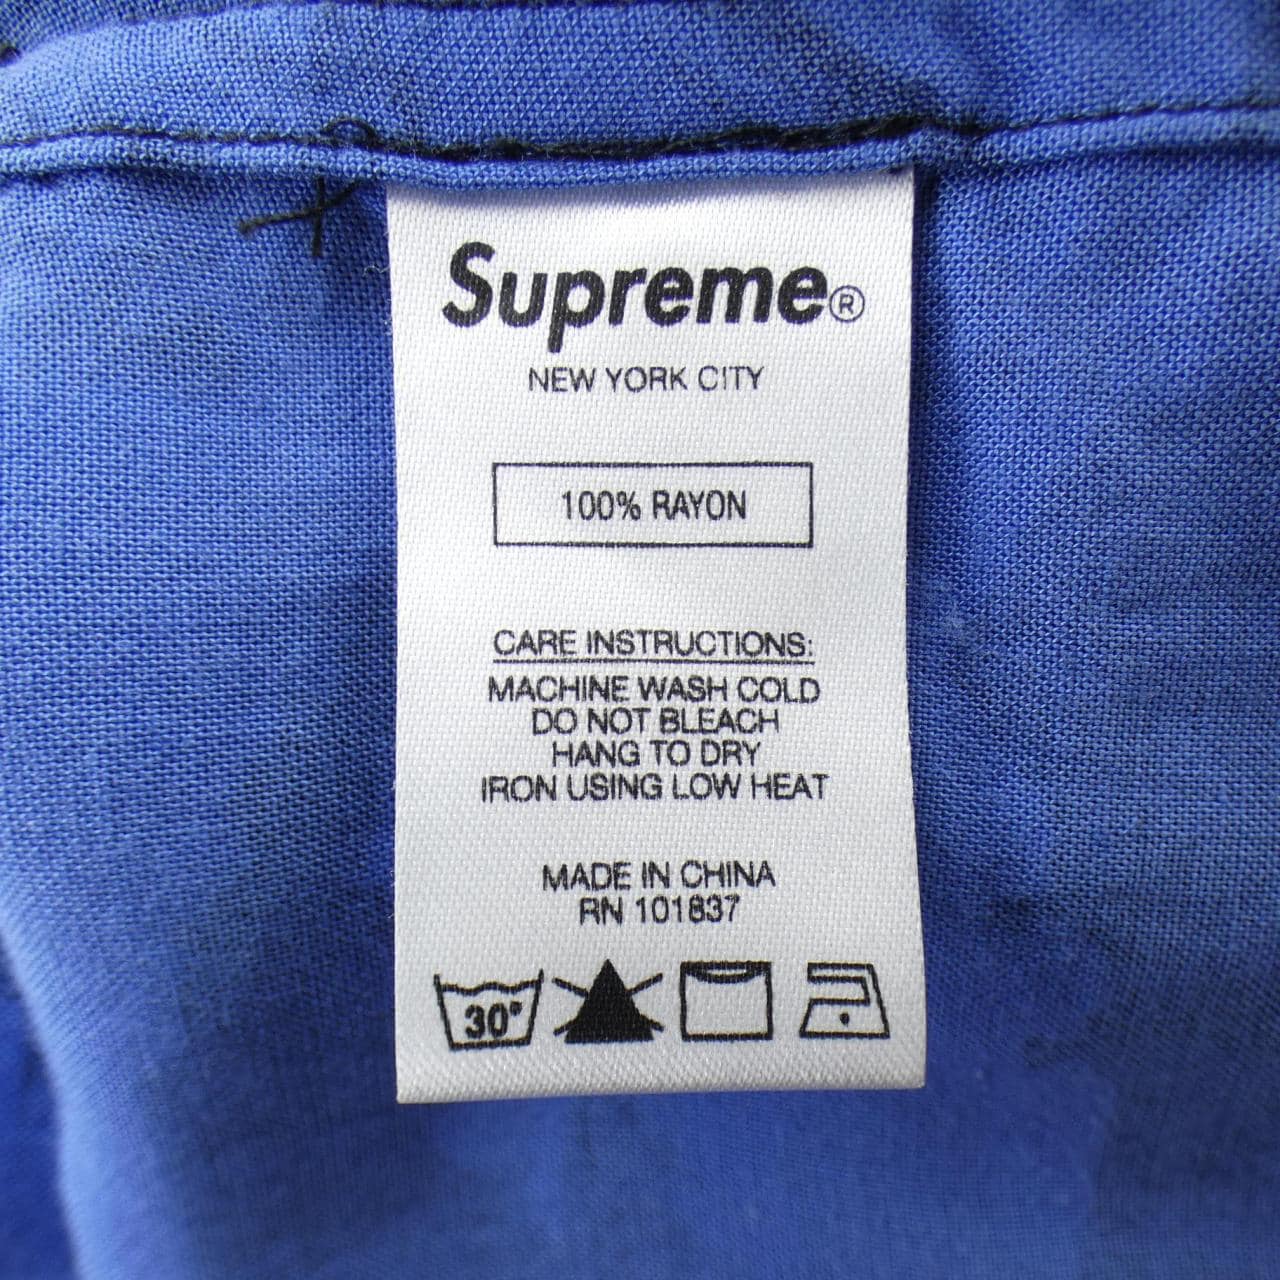 Supreme®
NEW YORK CITY
100% RAYON
CARE INSTRUCTIONS:
MACHINE WASH COLD
DO NOT BLEACH
HANG TO DRY
IRON USING LOW HEAT
MADE IN CHINA
RN 101837
30°